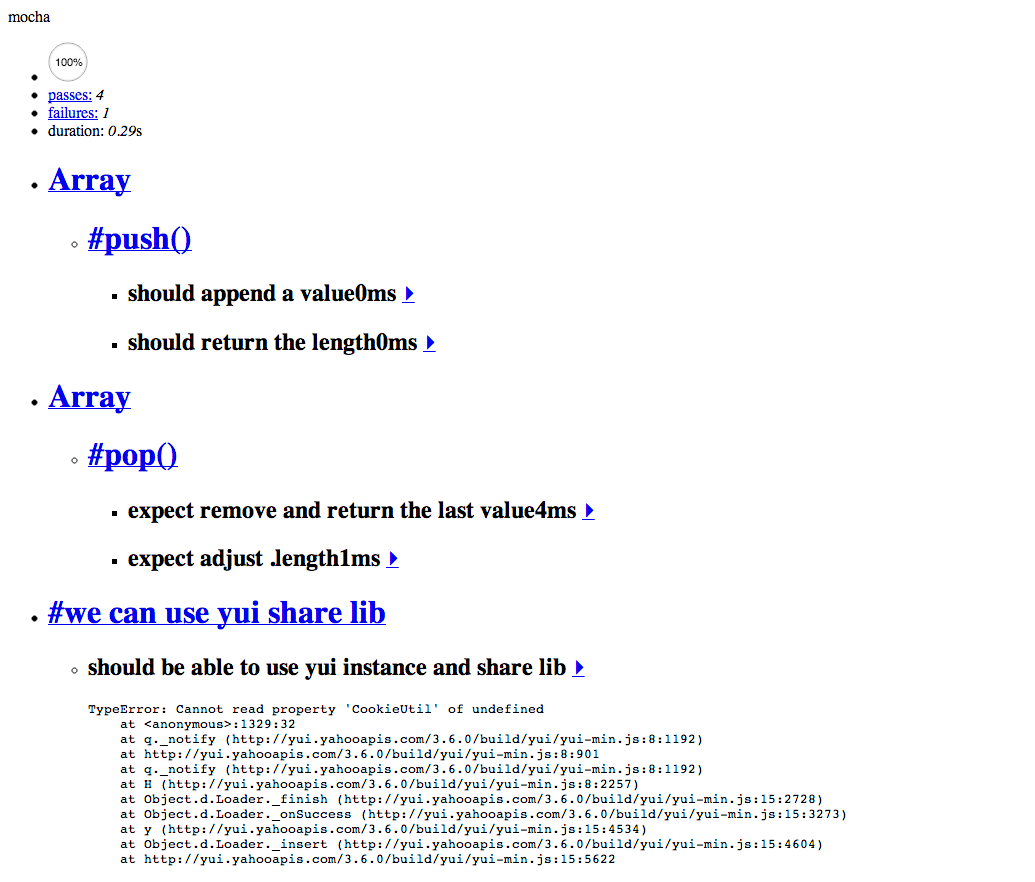 mocha
100%
passes: 4
failures: 1
duration: 0.29s
Array
#push()
should append a value0ms
should return the length0ms
Array
#pop()
expect remove and return the last value4ms
expect adjust .length1ms
#we can use yui share lib
should be able to use yui instance and share lib
TypeError: Cannot read property 'CookieUtil' of undefined
at <anonymous>:1329:32
at q._notify (http://yui.yahooapis.com/3.6.0/build/yui/yui-min.js:8:1192)
at http://yui.yahooapis.com/3.6.0/build/yui/yui-min.js:8:901
at q._notify (http://yui.yahooapis.com/3.6.0/build/yui/yui-min.js:8:1192)
at H (http://yui.yahooapis.com/3.6.0/build/yui/yui-min.js:8:2257)
at Object.d.Loader._finish (http://yui.yahooapis.com/3.6.0/build/yui/yui-min.js:15:2728)
at Object.d.Loader._onSuccess (http://yui.yahooapis.com/3.6.0/build/yui/yui-min.js:15:3273)
at y (http://yui.yahooapis.com/3.6.0/build/yui/yui-min.js:15:4534)
at Object.d.Loader._insert (http://yui.yahooapis.com/3.6.0/build/yui/yui-min.js:15:4604)
at http://yui.yahooapis.com/3.6.0/build/yui/yui-min.js:15:5622